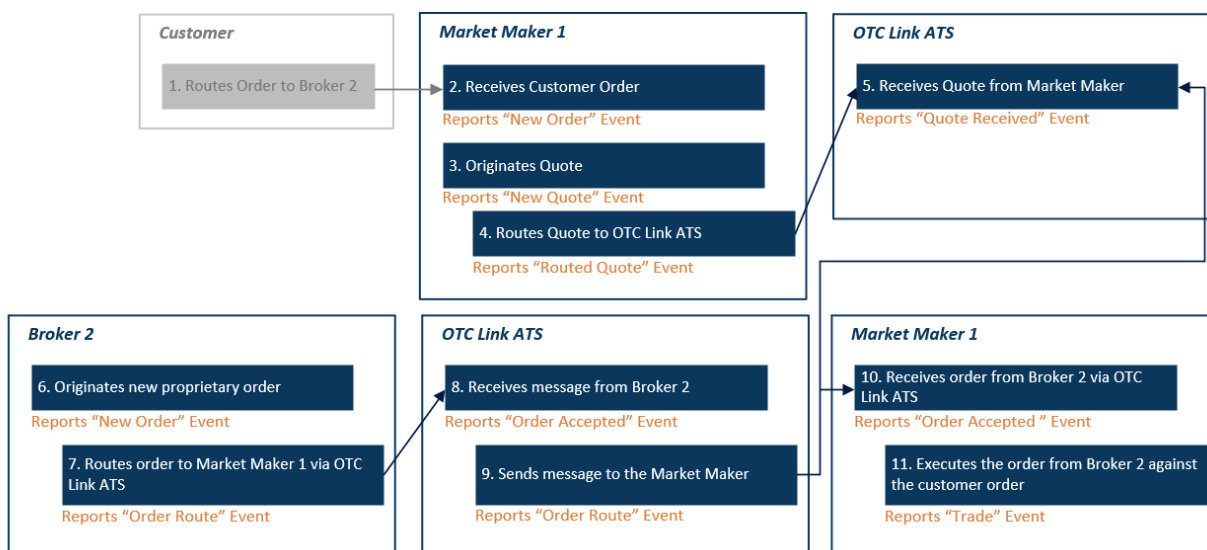 Customer
1. Routes Order to Broker 2
Market Maker 1
2. Receives Customer Order
Reports “New Order” Event
3. Originates Quote
Reports “New Quote” Event
4. Routes Quote to OTC Link ATS
Reports “Routed Quote” Event
OTC Link ATS
5. Receives Quote from Market Maker
Reports “Quote Received” Event
Broker 2
6. Originates new proprietary order
Reports “New Order” Event
7. Routes order to Market Maker 1 via OTC
Link ATS
Reports “Order Route” Event
OTC Link ATS
8. Receives message from Broker 2
Reports “Order Accepted” Event
9. Sends message to the Market Maker
Reports “Order Route” Event
Market Maker 1
10. Receives order from Broker 2 via OTC
Link ATS
Reports “Order Accepted ” Event
11. Executes the order from Broker 2 against
the customer order
Reports “Trade” Event